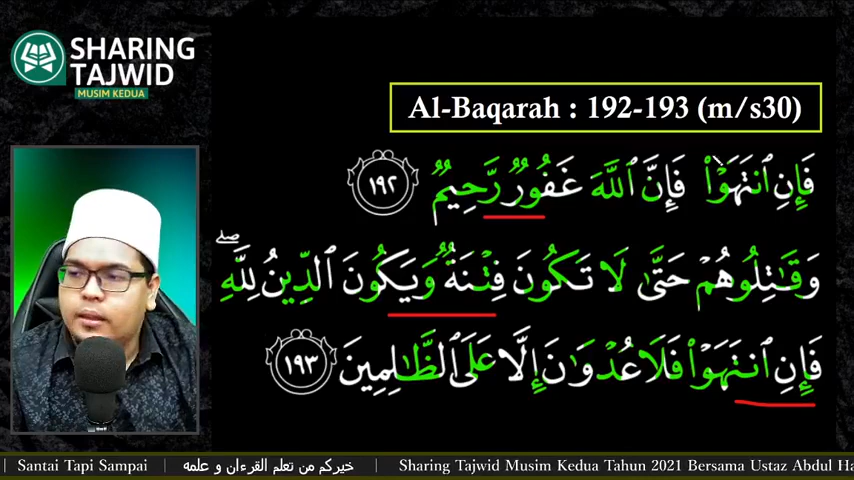 SHARING
TAJWID
MUSIM KEDUA
Al-Baqarah : 192-193 (m/s30)
فَإِنِ ٱنتَهَوْا۟ فَإِنَّ ٱللَّهَ غَفُورٌ رَّحِيمٌ ١٩٢
وَقَـٰتِلُوهُمْ حَتَّىٰ لَا تَكُونَ فِتْنَةٌ وَيَكُونَ ٱلدِّينُ لِلَّهِ ۖ
فَإِنِ ٱنتَهَوْا۟ فَلَا عُدْوَٰنَ إِلَّا عَلَى ٱلظَّـٰلِمِينَ ١٩٣
| Santai Tapi Sampai | خيركم من تعلم القرءان و علمه | Sharing Tajwid Musim Kedua Tahun 2021 Bersama Ustaz Abdul Ha